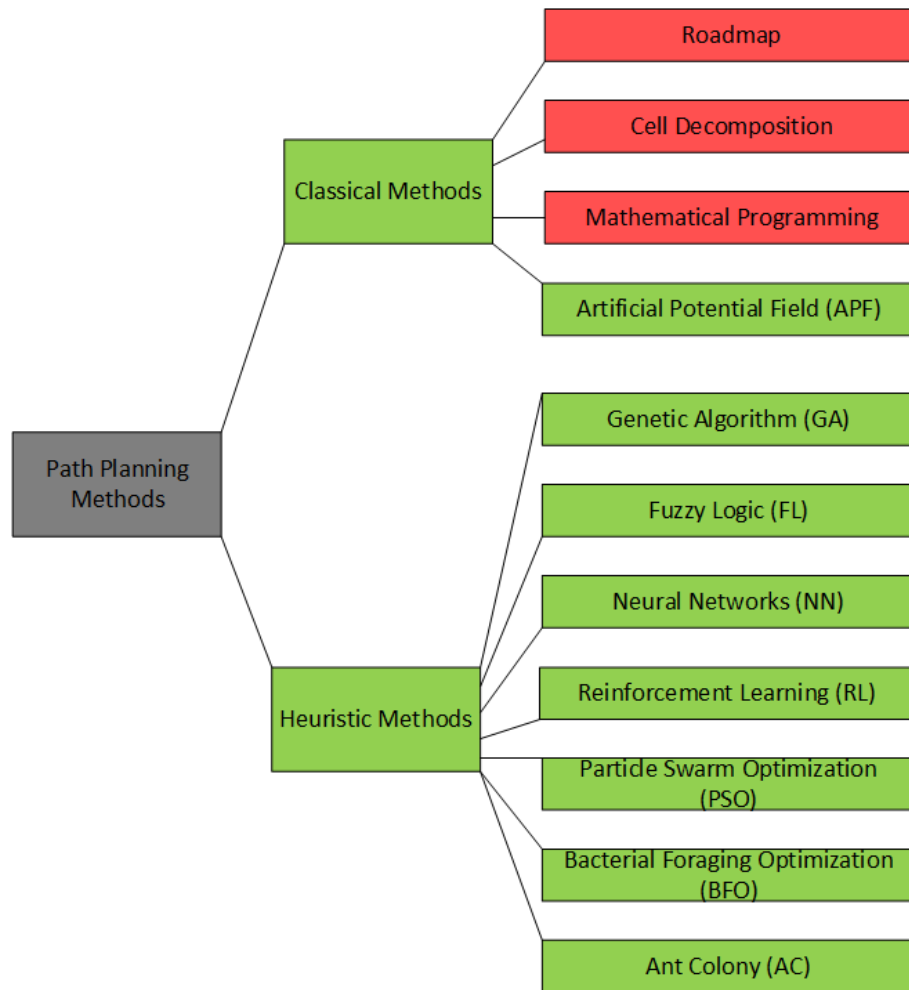 Roadmap
Cell Decomposition
Classical Methods
Mathematical Programming
Artificial Potential Field (APF)
Genetic Algorithm (GA)
Path Planning
Methods
Fuzzy Logic (FL)
Neural Networks (NN)
Reinforcement Learning (RL)
Heuristic Methods
Particle Swarm Optimization
(PSO)
Bacterial Foraging Optimization
(BFO)
Ant Colony (AC)